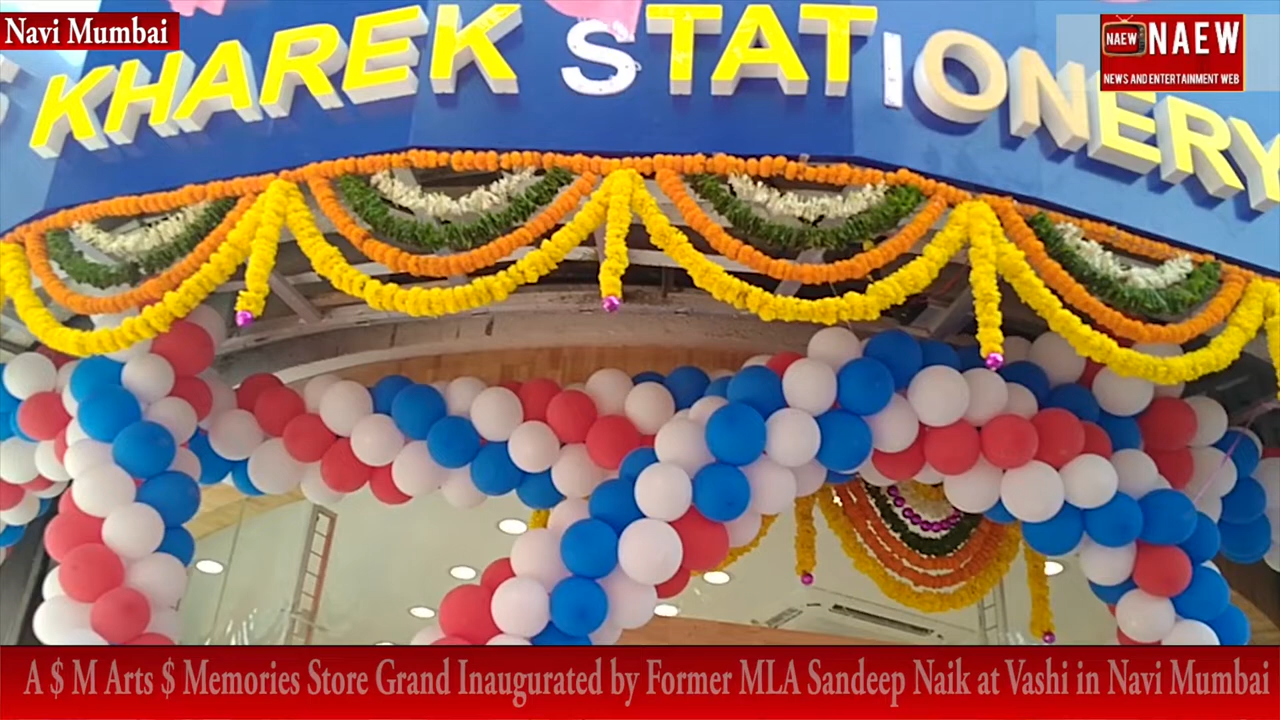 Navi Mumbai
KHAREK STATIONERY
NAEW
NAEW
NEWS AND ENTERTAINMENT WEB
A $ M Arts $ Memories Store Grand Inaugurated by Former MLA Sandeep Naik at Vashi in Navi Mumbai